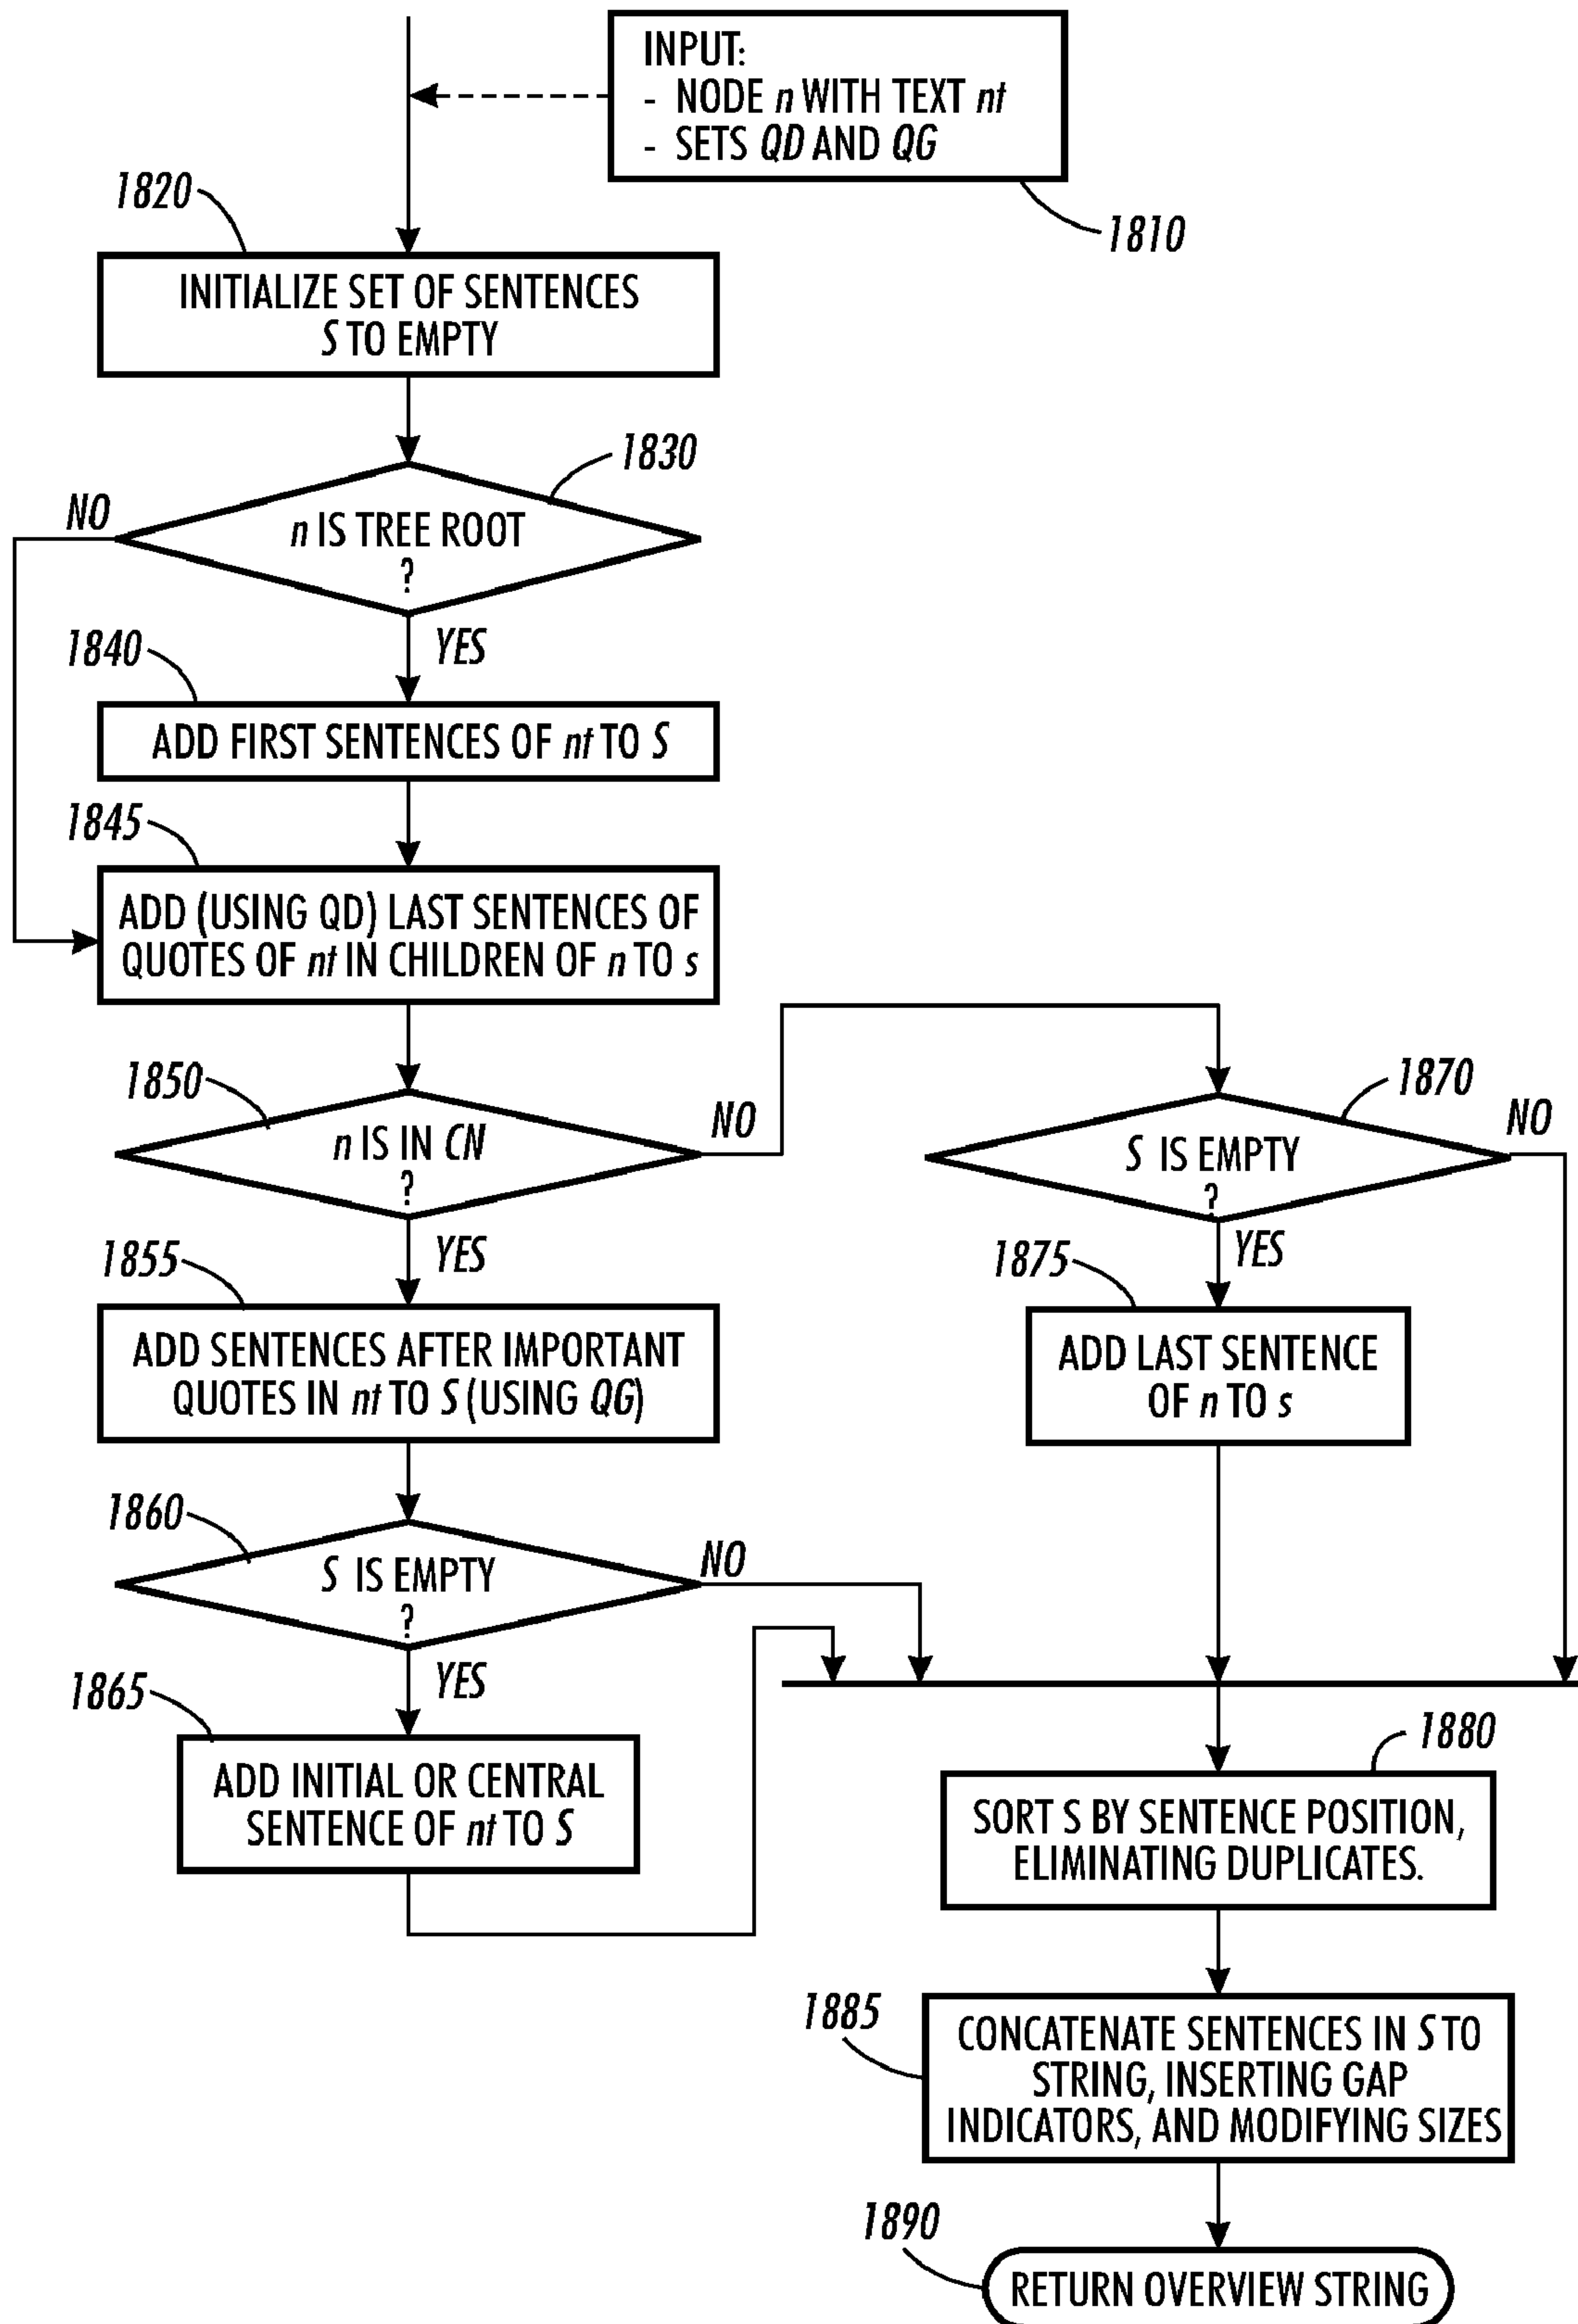 INPUT:
- NODE n WITH TEXT nt
- SETS QD AND QG
1810
1820
INITIALIZE SET OF SENTENCES
S TO EMPTY
1830
NO
n IS TREE ROOT
?
YES
1840
ADD FIRST SENTENCES OF nt TO S
1845
ADD (USING QD) LAST SENTENCES OF
QUOTES OF nt IN CHILDREN OF n TO s
1850
n IS IN CN
?
NO
YES
1870
S IS EMPTY
?
NO
YES
1855
ADD SENTENCES AFTER IMPORTANT
QUOTES IN nt TO S (USING QG)
1875
ADD LAST SENTENCE
OF n TO s
1860
S IS EMPTY
?
NO
YES
1865
ADD INITIAL OR CENTRAL
SENTENCE OF nt TO S
1880
SORT S BY SENTENCE POSITION,
ELIMINATING DUPLICATES.
1885
CONCATENATE SENTENCES IN S TO
STRING, INSERTING GAP
INDICATORS, AND MODIFYING SIZES
1890
RETURN OVERVIEW STRING